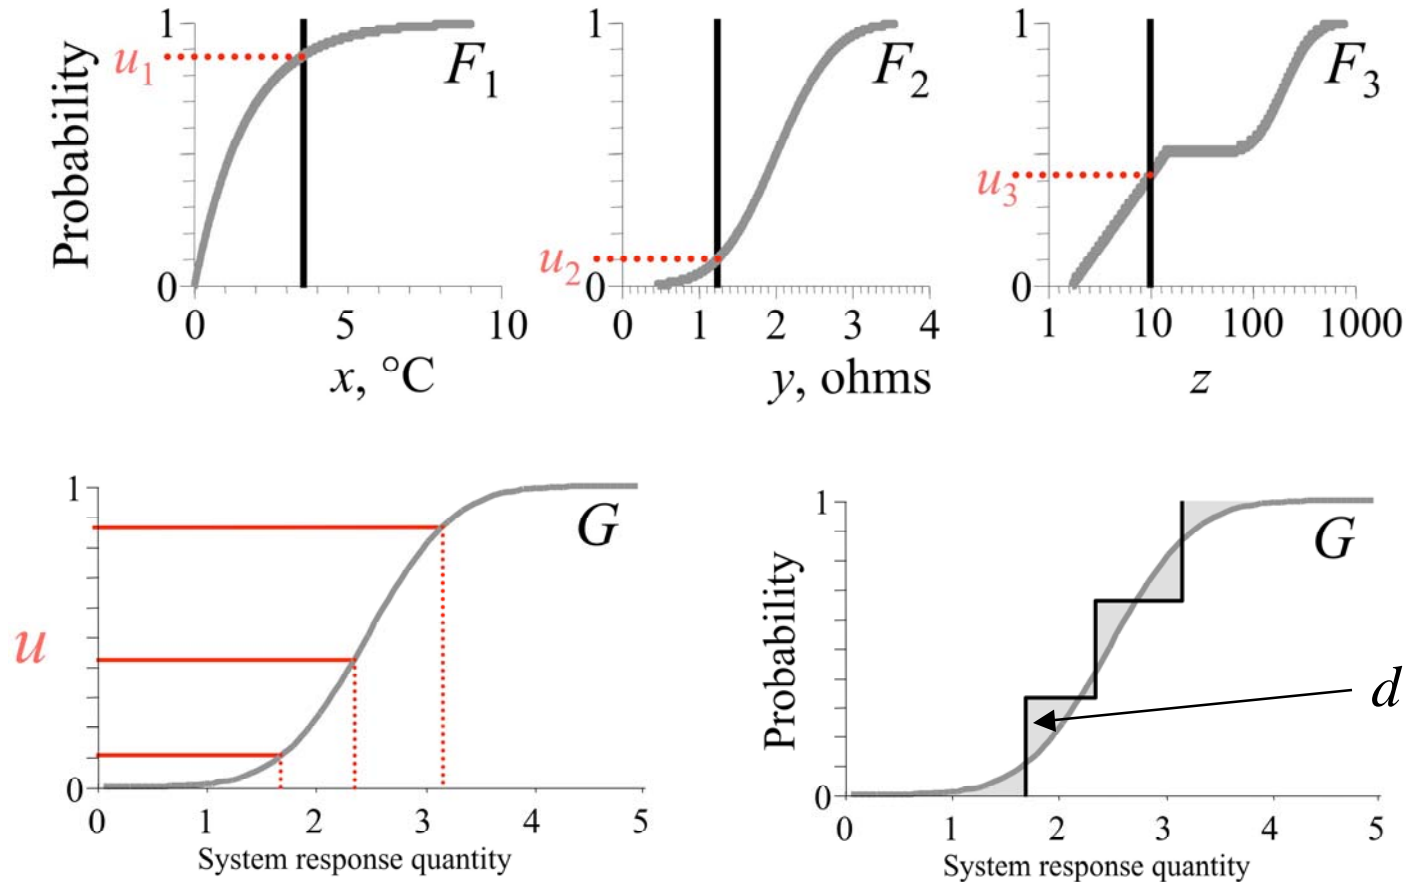 Probability
1
0
u1
F1
0 5 10
x, °C
1
0
u2
F2
0 1 2 3 4
y, ohms
1
0
u3
F3
1 10 100 1000
z
1
0
u
G
0 1 2 3 4 5
System response quantity
Probability
1
0
G
d
0 1 2 3 4 5
System response quantity